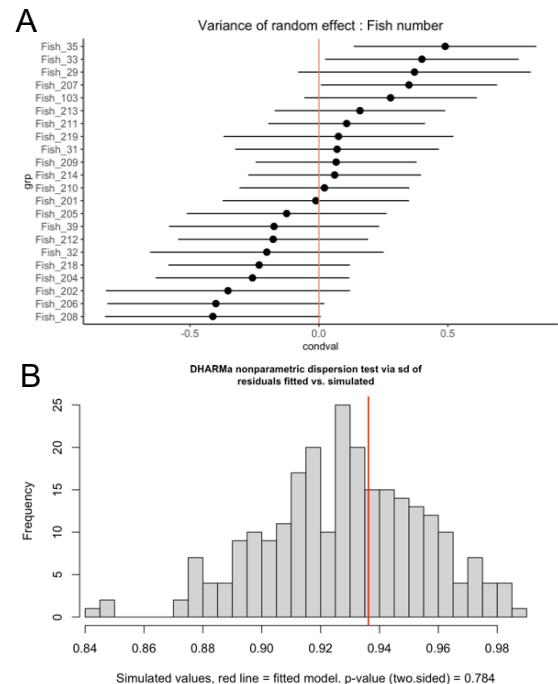 A
Variance of random effect : Fish number
Fish_35
Fish_33
Fish_29
Fish_207
Fish_103
Fish_213
Fish_211
Fish_219
Fish_31
Fish_209
Fish_214
Fish_210
Fish_201
Fish_205
Fish_39
Fish_212
Fish_32
Fish_218
Fish_204
Fish_202
Fish_206
Fish_208
grp
-0.5 0.0 0.5
condval
B
DHARMa nonparametric dispersion test via sd of
residuals fitted vs. simulated
Frequency
25
20
15
10
5
0
0.84 0.86 0.88 0.90 0.92 0.94 0.96 0.98
Simulated values, red line = fitted model. p-value (two.sided) = 0.784